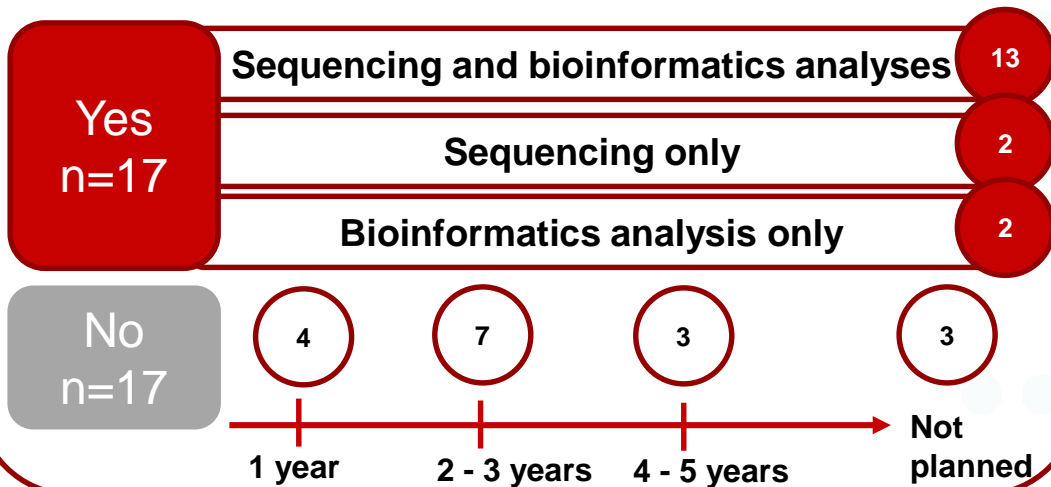 Yes
n=17
Sequencing and bioinformatics analyses
13
Sequencing only
2
Bioinformatics analysis only
2
No
n=17
4
7
3
3
1 year
2 - 3 years
4 - 5 years
Not
planned